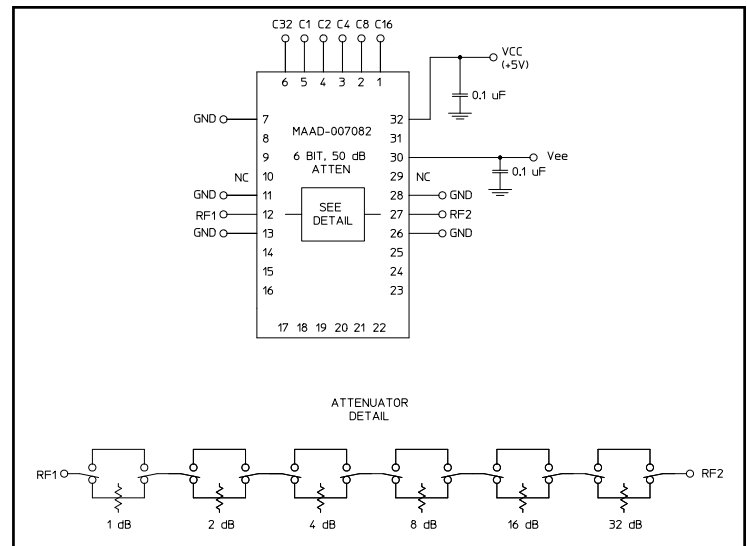 C32 C1 C2 C4 C8 C16
6 5 4 3 2 1
VCC
(+5V)
0.1 uF
GND 7 32
MAAD-007082
8 31
9 6 BIT, 50 dB 30 Vee
ATTEN
NC 10 29 NC
0.1 uF
GND 11 28 GND
RF1 12 SEE 27 RF2
DETAIL
GND 13 26 GND
14 25
15 24
16 23
17 18 19 20 21 22
ATTENUATOR
DETAIL
RF1 RF2
1 dB 2 dB 4 dB 8 dB 16 dB 32 dB